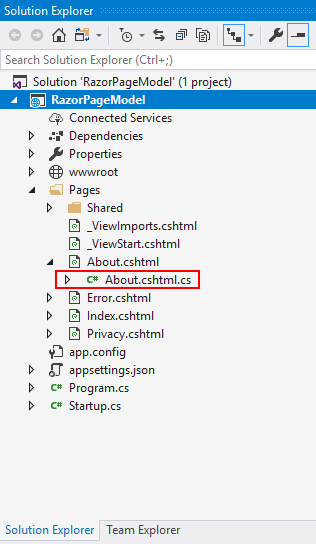 Solution Explorer
Search Solution Explorer (Ctrl+;)
Solution 'RazorPageModel' (1 project)
RazorPageModel
Connected Services
Dependencies
Properties
wwwroot
Pages
Shared
_ViewImports.cshtml
_ViewStart.cshtml
About.cshtml
C# About.cshtml.cs
Error.cshtml
Index.cshtml
Privacy.cshtml
app.config
appsettings.json
C# Program.cs
C# Startup.cs
Solution Explorer Team Explorer